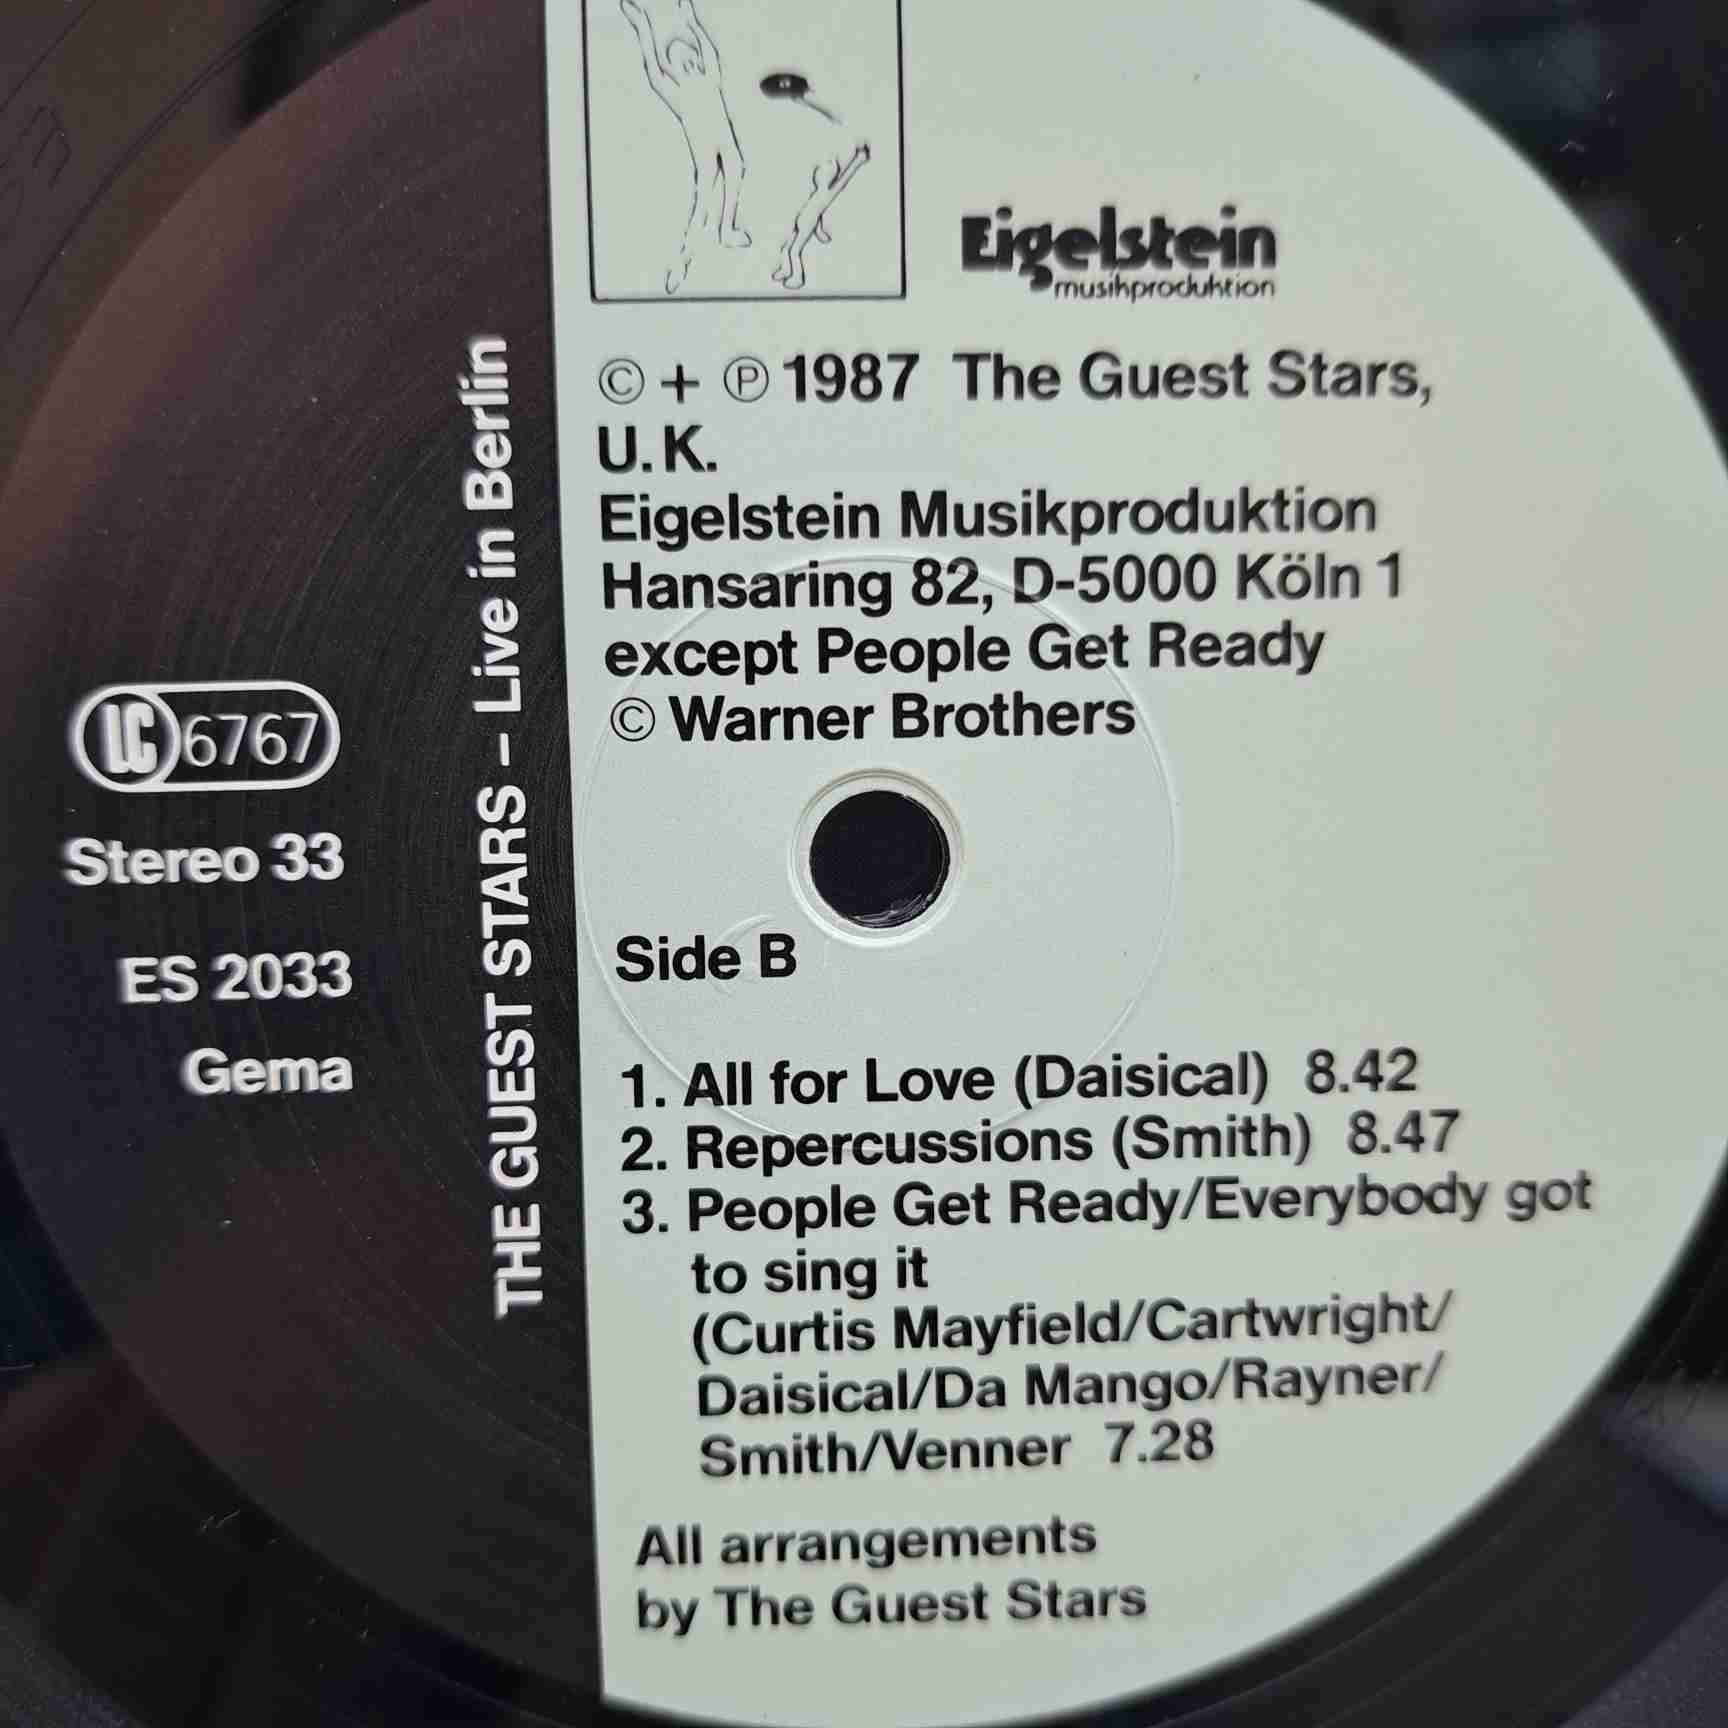 Eigelstein
musikproduktion
© + ℗ 1987 The Guest Stars,
U.K.
Eigelstein Musikproduktion
Hansaring 82, D-5000 Köln 1
except People Get Ready
© Warner Brothers
THE GUEST STARS – Live in Berlin
LC 6767
Stereo 33
ES 2033
Gema
Side B
1. All for Love (Daisical) 8.42
2. Repercussions (Smith) 8.47
3. People Get Ready/Everybody got
to sing it
(Curtis Mayfield/Cartwright/
Daisical/Da Mango/Rayner/
Smith/Venner 7.28
All arrangements
by The Guest Stars